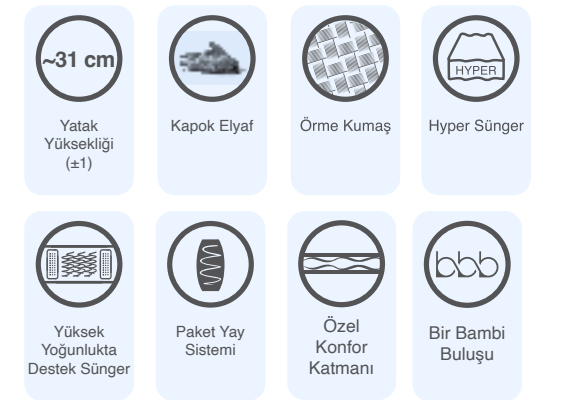 ~31 cm
Yatak
Yüksekliği
(±1)
Kapok Elyaf
Örme Kumaş
HYPER
Hyper Sünger
Yüksek
Yoğunlukta
Destek Sünger
Paket Yay
Sistemi
Özel
Konfor
Katmanı
bbb
Bir Bambi
Buluşu